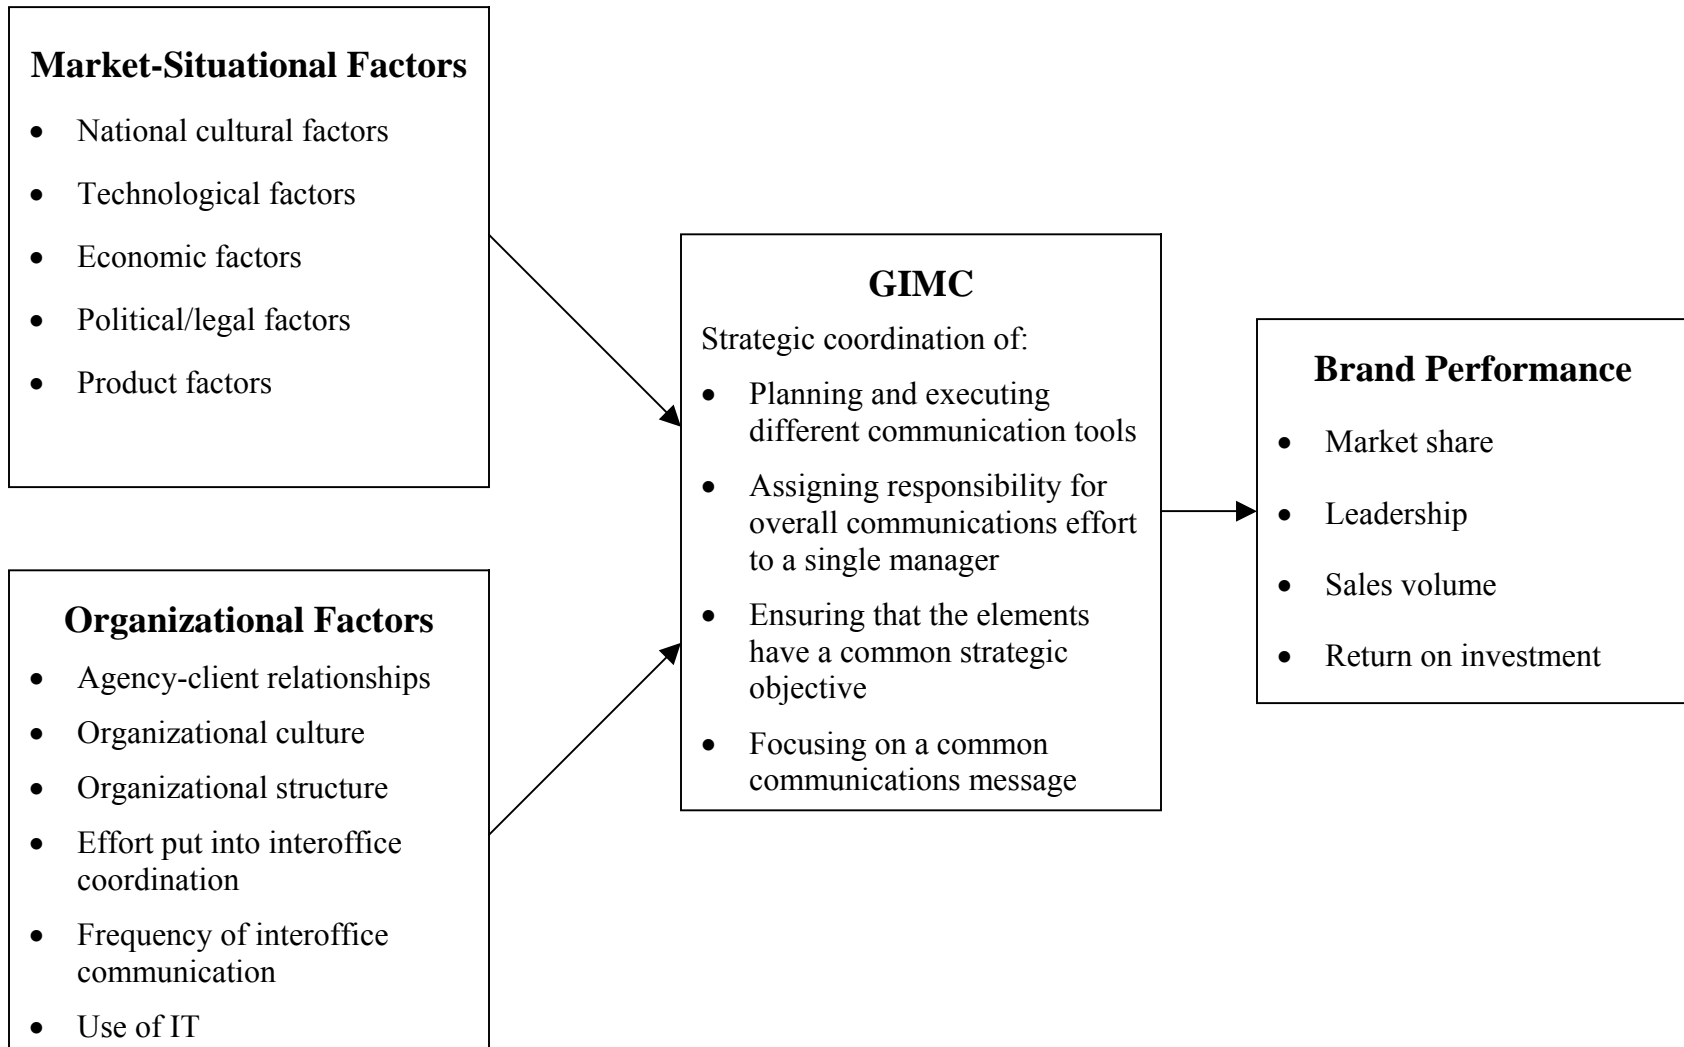 Market-Situational Factors
• National cultural factors
• Technological factors
• Economic factors
• Political/legal factors
• Product factors
Organizational Factors
• Agency-client relationships
• Organizational culture
• Organizational structure
• Effort put into interoffice
coordination
• Frequency of interoffice
communication
• Use of IT
GIMC
Strategic coordination of:
• Planning and executing
different communication tools
• Assigning responsibility for
overall communications effort
to a single manager
• Ensuring that the elements
have a common strategic
objective
• Focusing on a common
communications message
Brand Performance
• Market share
• Leadership
• Sales volume
• Return on investment